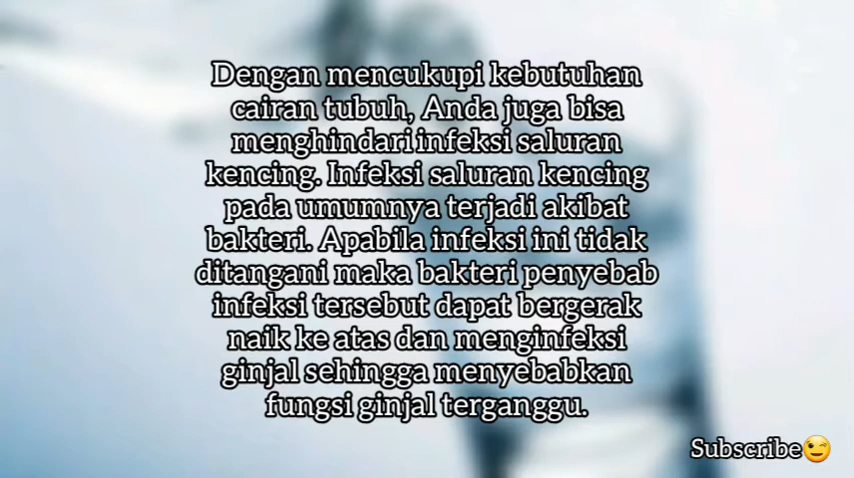 Dengan mencukupi kebutuhan
cairan tubuh, Anda juga bisa
menghindari infeksi saluran
kencing. Infeksi saluran kencing
pada umumnya terjadi akibat
bakteri. Apabila infeksi ini tidak
ditangani maka bakteri penyebab
infeksi tersebut dapat bergerak
naik ke atas dan menginfeksi
ginjal sehingga menyebabkan
fungsi ginjal terganggu.
Subscribe😉